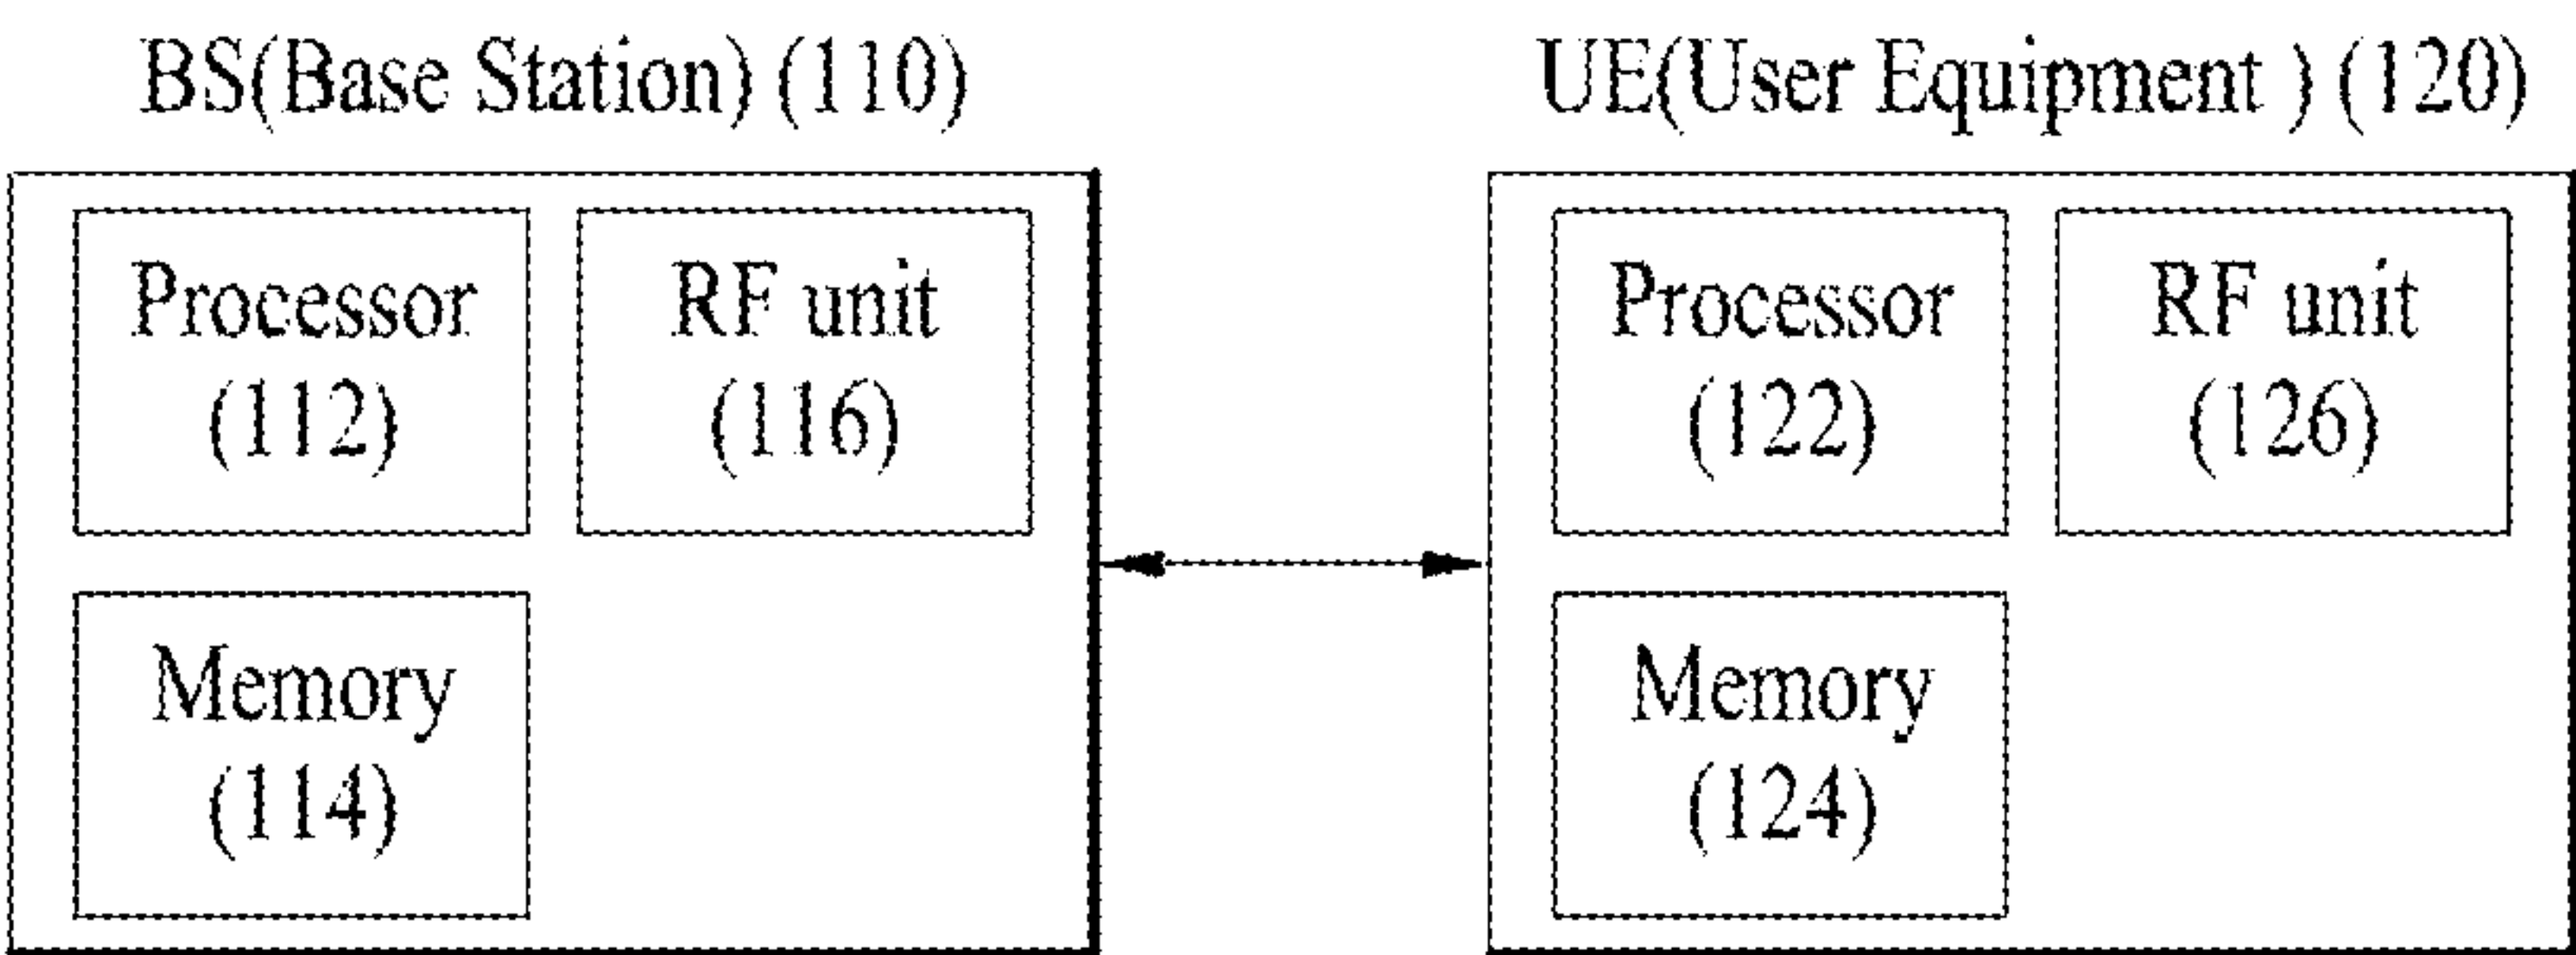 BS(Base Station) (110)
UE(User Equipment ) (120)
Processor
(112)
RF unit
(116)
Memory
(114)
Processor
(122)
RF unit
(126)
Memory
(124)